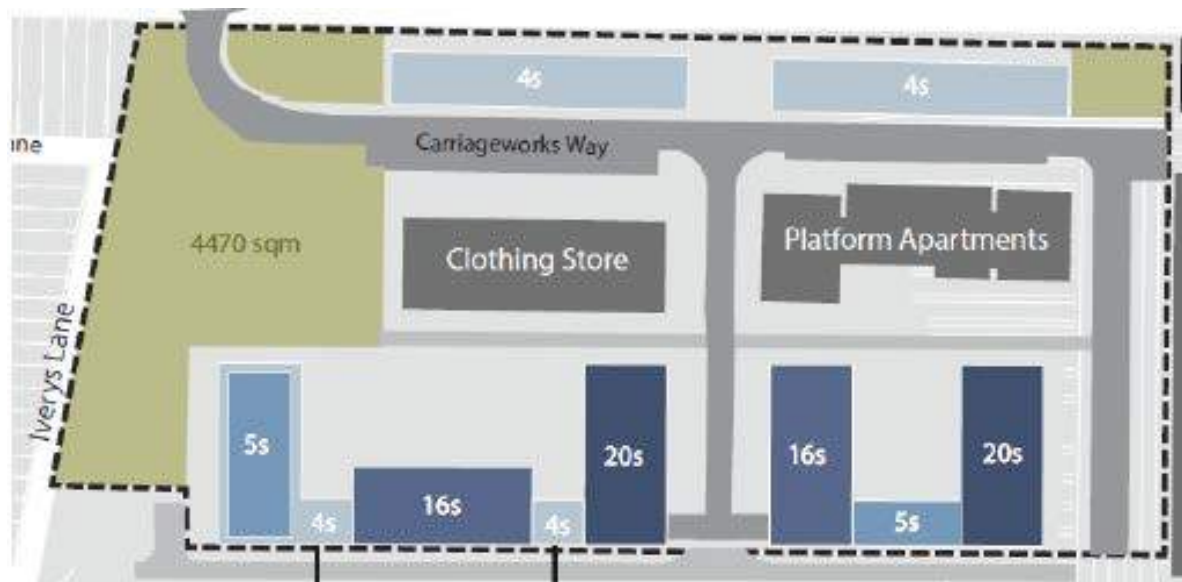 4s
4s
Carriageworks Way
4470 sqm
Clothing Store
Platform Apartments
Iverys Lane
5s
4s
16s
4s
20s
16s
5s
20s